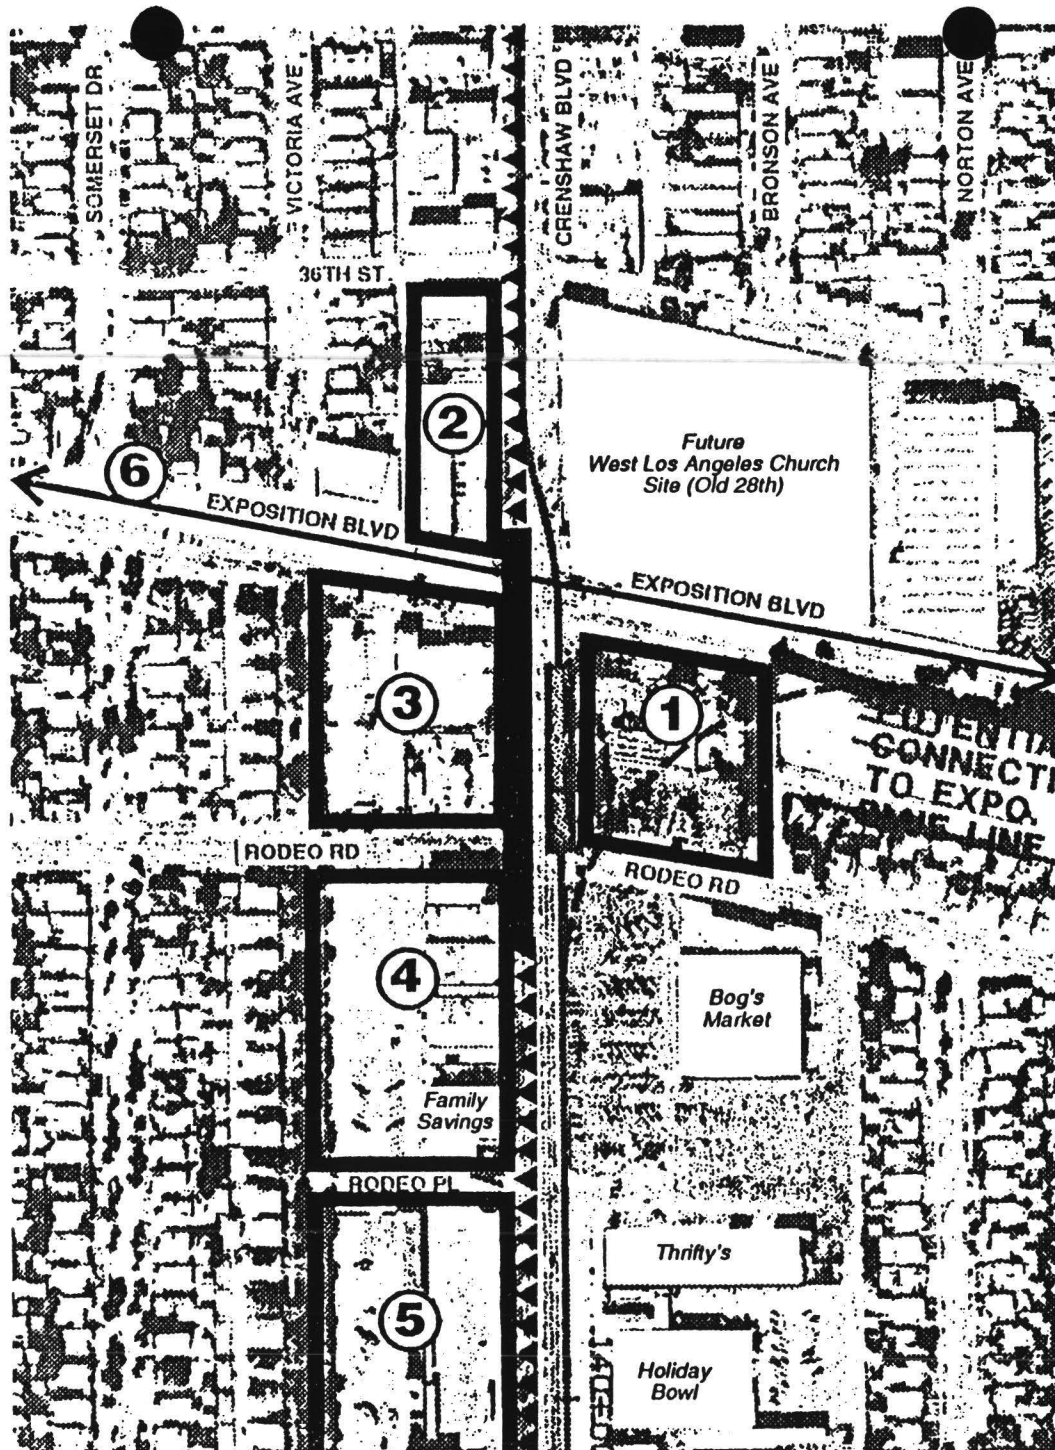 SOMERSET DR
VICTORIA AVE
CRENSHAW BLVD
BRONSON AVE
NORTON AVE
36TH ST
2
Future
West Los Angeles Church
Site (Old 28th)
6
EXPOSITION BLVD
EXPOSITION BLVD
3
1
CONNECTI
TO EXPO.
LINE
RODEO RD
RODEO RD
4
Bog's
Market
Family
Savings
RODEO PL
Thrifty's
5
Holiday
Bowl